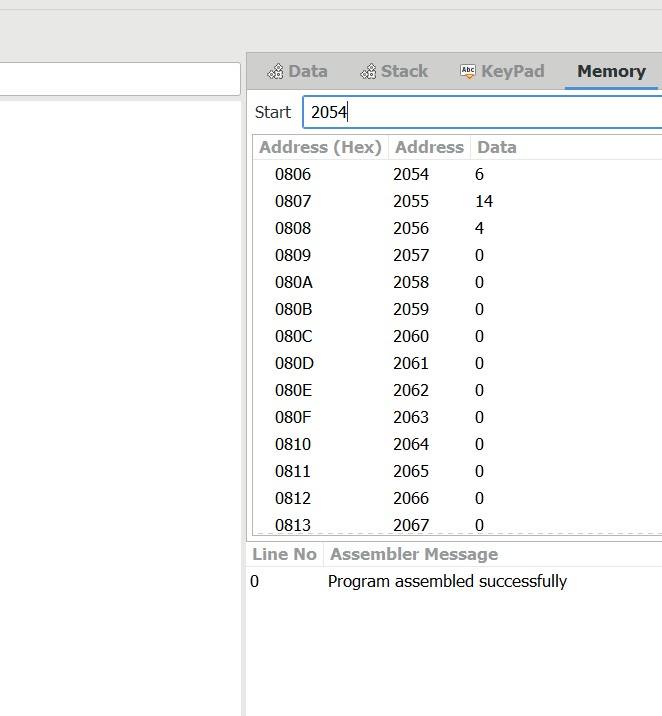 Data Stack Abc KeyPad Memory
Start 2054
Address (Hex) Address Data
0806 2054 6
0807 2055 14
0808 2056 4
0809 2057 0
080A 2058 0
080B 2059 0
080C 2060 0
080D 2061 0
080E 2062 0
080F 2063 0
0810 2064 0
0811 2065 0
0812 2066 0
0813 2067 0
Line No Assembler Message
0 Program assembled successfully